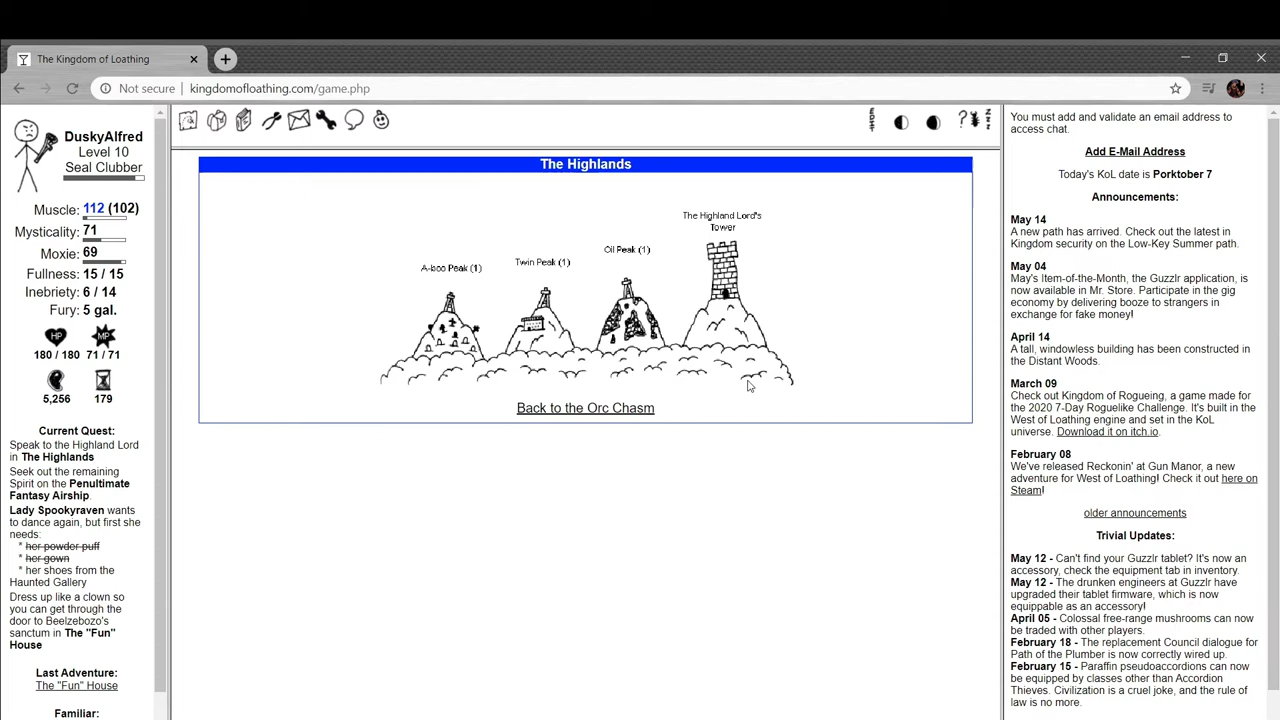 The Kingdom of Loathing
Not secure
kingdomofloathing.com/game.php
DuskyAlfred
Level 10
Seal Clubber
Muscle: 112 (102)
Mysticality: 71
Moxie: 69
Fullness: 15 / 15
Inebriety: 6 / 14
Fury: 5 gal.
HP MP
180 / 180 71 / 71
5,256 179
Current Quest:
Speak to the Highland Lord
in The Highlands
Seek out the remaining
Spirit on the Penultimate
Fantasy Airship.
Lady Spookyraven wants
to dance again, but first she
needs:
* her powder puff
* her gown
* her shoes from the
Haunted Gallery
Dress up like a clown so
you can get through the
door to Beelzebozo's
sanctum in The "Fun"
House
Last Adventure:
The "Fun" House
Familiar:
EDIT
? Z Z Z
The Highlands
A-boo Peak (1)
Twin Peak (1)
Oil Peak (1)
The Highland Lord's
Tower
Back to the Orc Chasm
You must add and validate an email address to
access chat.
Add E-Mail Address
Today's KoL date is Porktober 7
Announcements:
May 14
A new path has arrived. Check out the latest in
Kingdom security on the Low-Key Summer path.
May 04
May's Item-of-the-Month, the Guzzlr application, is
now available in Mr. Store. Participate in the gig
economy by delivering booze to strangers in
exchange for fake money!
April 14
A tall, windowless building has been constructed in
the Distant Woods.
March 09
Check out Kingdom of Rogueing, a game made for
the 2020 7-Day Roguelike Challenge. It's built in the
West of Loathing engine and set in the KoL
universe. Download it on itch.io.
February 08
We've released Reckonin' at Gun Manor, a new
adventure for West of Loathing! Check it out here on
Steam!
older announcements
Trivial Updates:
May 12 - Can't find your Guzzlr tablet? It's now an
accessory, check the equipment tab in inventory.
May 12 - The drunken engineers at Guzzlr have
upgraded their tablet firmware, which is now
equippable as an accessory!
April 05 - Colossal free-range mushrooms can now
be traded with other players.
February 18 - The replacement Council dialogue for
Path of the Plumber is now correctly wired up.
February 15 - Paraffin pseudoaccordions can now
be equipped by classes other than Accordion
Thieves. Civilization is a cruel joke, and the rule of
law is no more.